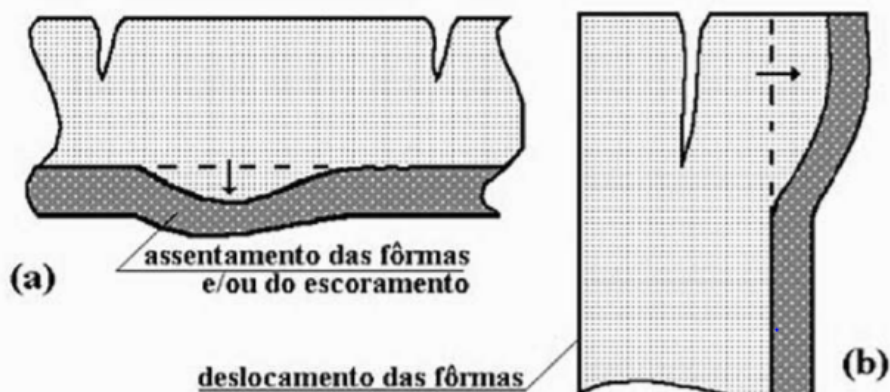 (a)
assentamento das fôrmas
e/ou do escoramento
deslocamento das fôrmas
(b)